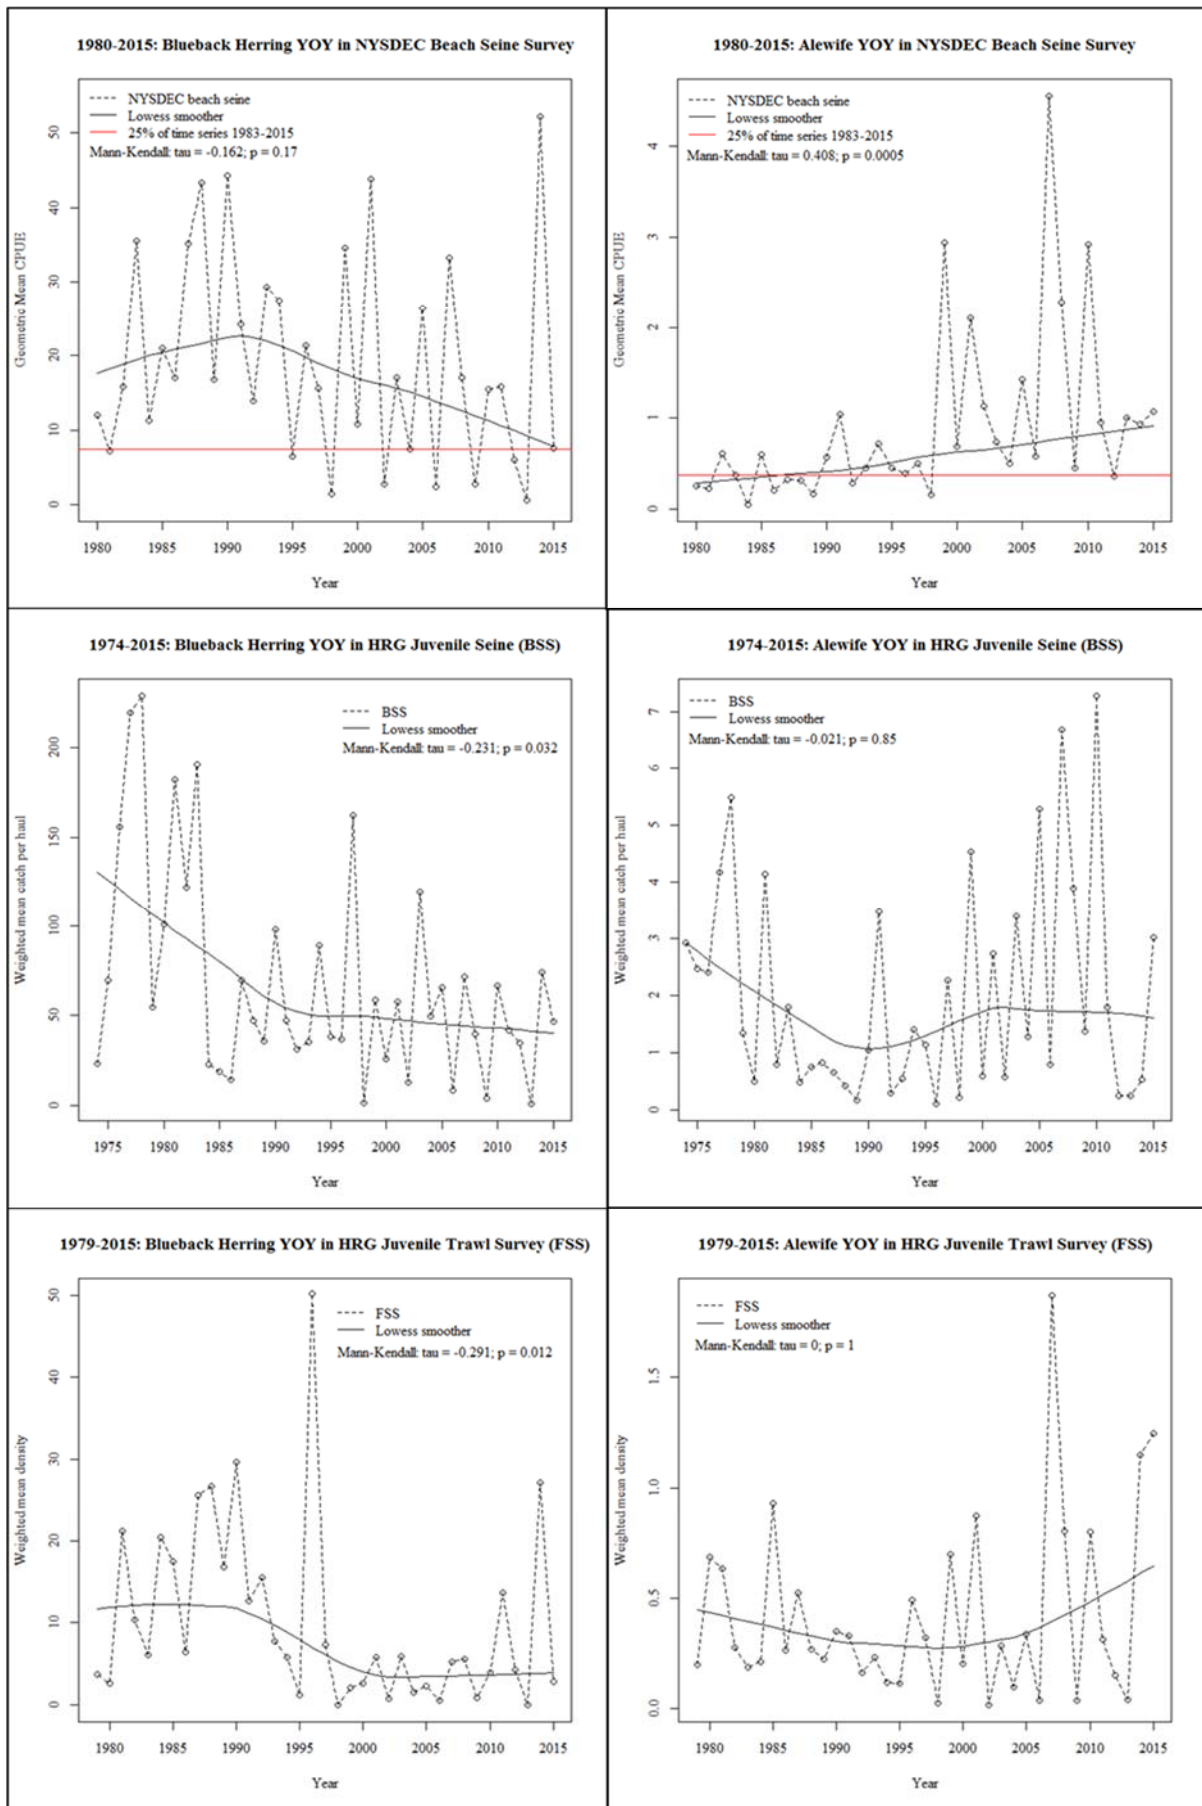 1980-2015: Blueback Herring YOY in NYSDEC Beach Seine Survey
NYSDEC beach seine
Lowess smoother
25% of time series 1983-2015
Mann-Kendall: tau = -0.162; p = 0.17
Geometric Mean CPUE
50
40
30
20
10
0
1980 1985 1990 1995 2000 2005 2010 2015
Year
1980-2015: Alewife YOY in NYSDEC Beach Seine Survey
NYSDEC beach seine
Lowess smoother
25% of time series 1983-2015
Mann-Kendall: tau = 0.408; p = 0.0005
Geometric Mean CPUE
4
3
2
1
0
1980 1985 1990 1995 2000 2005 2010 2015
Year
1974-2015: Blueback Herring YOY in HRG Juvenile Seine (BSS)
BSS
Lowess smoother
Mann-Kendall: tau = -0.231; p = 0.032
Weighted mean catch per haul
200
150
100
50
0
1975 1980 1985 1990 1995 2000 2005 2010 2015
Year
1974-2015: Alewife YOY in HRG Juvenile Seine (BSS)
BSS
Lowess smoother
Mann-Kendall: tau = -0.021; p = 0.85
Weighted mean catch per haul
7
6
5
4
3
2
1
0
1975 1980 1985 1990 1995 2000 2005 2010 2015
Year
1979-2015: Blueback Herring YOY in HRG Juvenile Trawl Survey (FSS)
FSS
Lowess smoother
Mann-Kendall: tau = -0.291; p = 0.012
Weighted mean density
50
40
30
20
10
0
1980 1985 1990 1995 2000 2005 2010 2015
Year
1979-2015: Alewife YOY in HRG Juvenile Trawl Survey (FSS)
FSS
Lowess smoother
Mann-Kendall: tau = 0; p = 1
Weighted mean density
1.5
1.0
0.5
0.0
1980 1985 1990 1995 2000 2005 2010 2015
Year